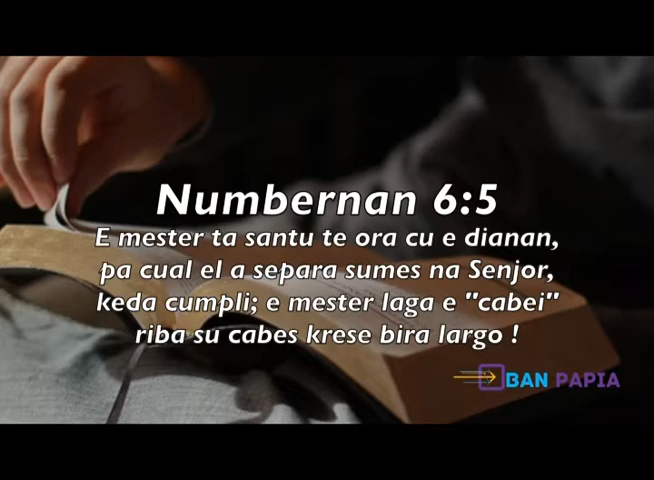 Numbernan 6:5
E mester ta santu te ora cu e dianan,
pa cual el a separa sumes na Senjor,
keda cumpli; e mester laga e "cabei"
riba su cabes krese bira largo !
BAN PAPIA